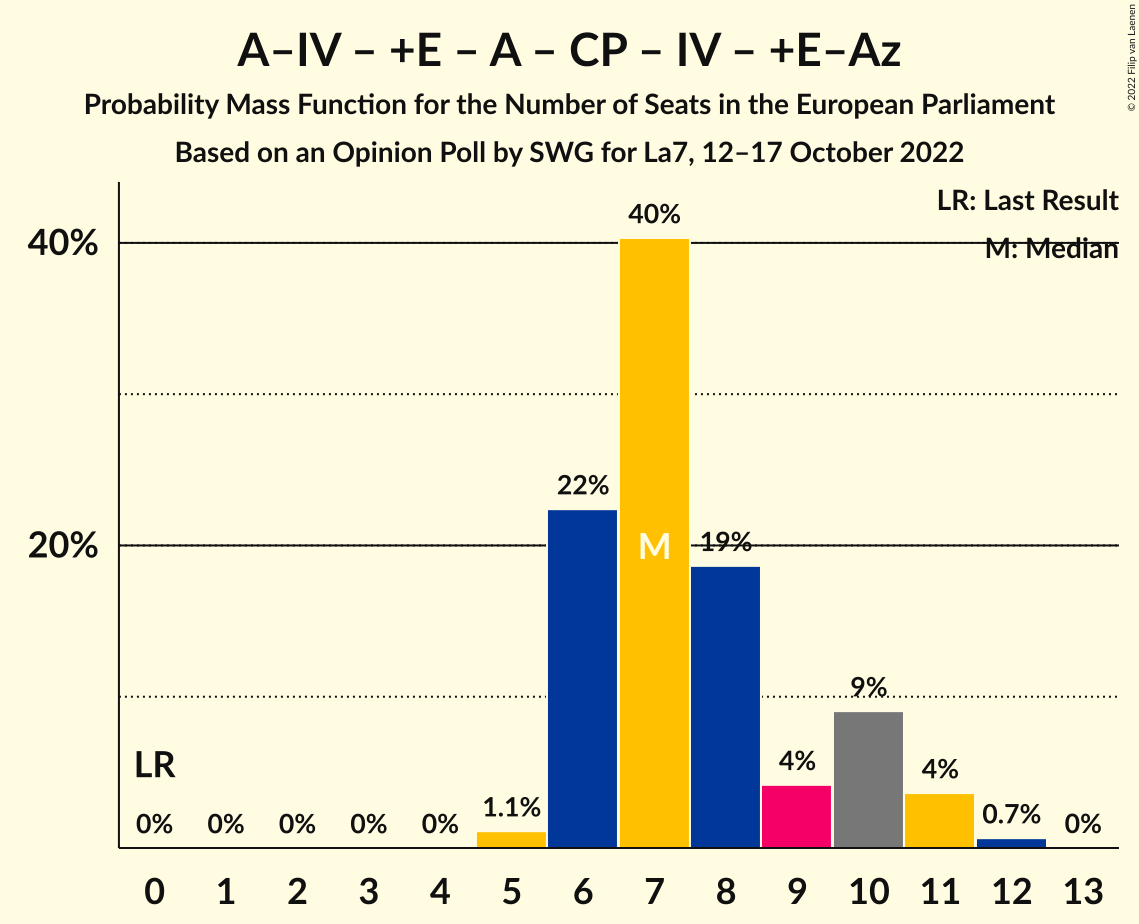 A–IV – +E – A – CP – IV – +E–Az
Probability Mass Function for the Number of Seats in the European Parliament
Based on an Opinion Poll by SWG for La7, 12–17 October 2022
© 2022 Filip van Laenen
LR: Last Result
M: Median
40%
20%
40%
22%
M
19%
9%
LR
4%
4%
1.1%
0.7%
0% 0% 0% 0% 0% 0%
0 1 2 3 4 5 6 7 8 9 10 11 12 13